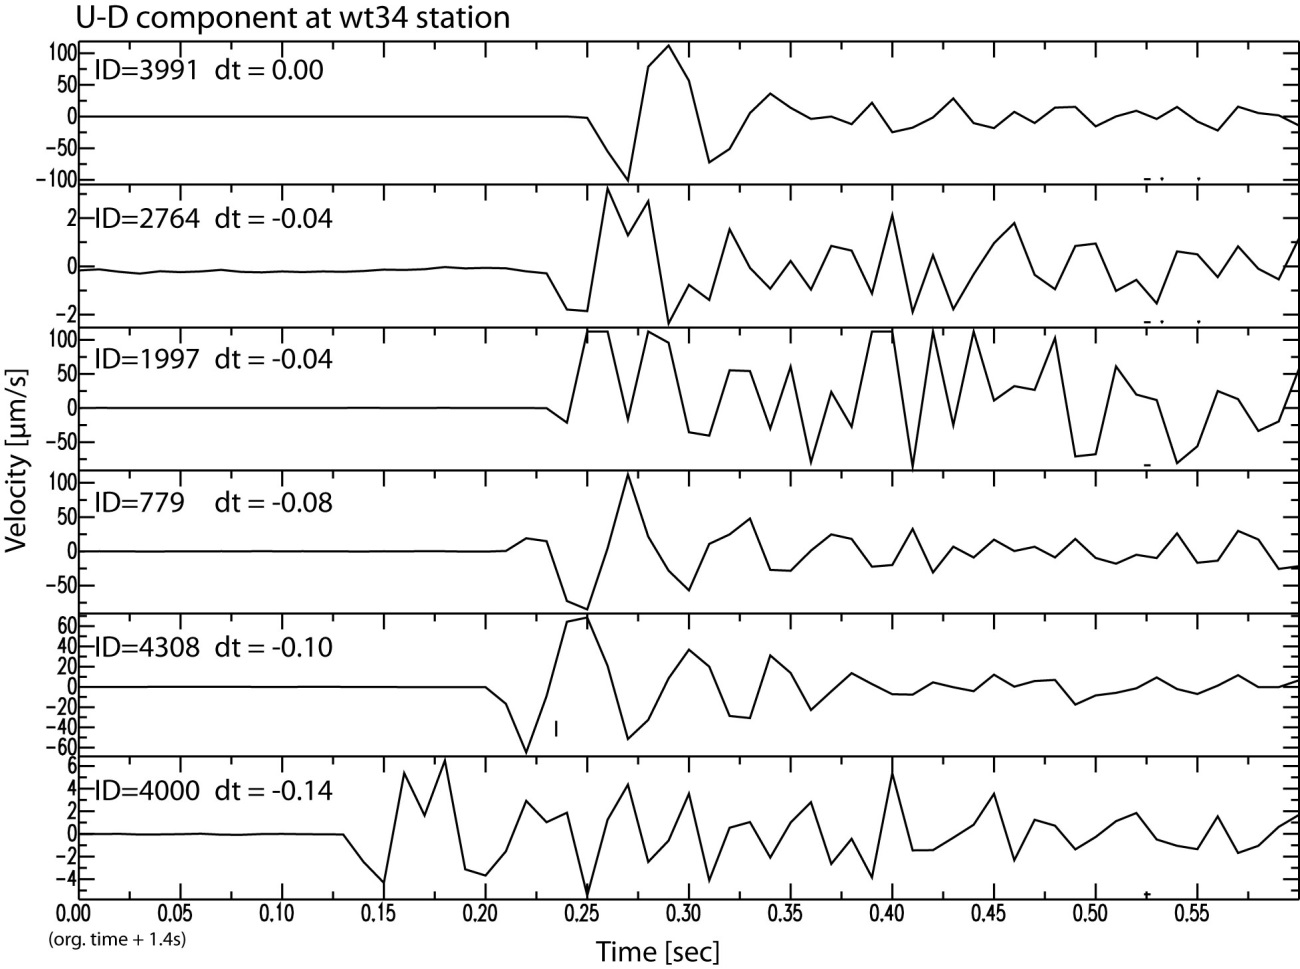 U-D component at wt34 station
100
50
0
-50
-100
ID=3991 dt = 0.00
2
0
-2
ID=2764 dt = -0.04
100
50
0
-50
ID=1997 dt = -0.04
100
50
0
-50
ID=779 dt = -0.08
60
40
20
0
-20
-40
-60
ID=4308 dt = -0.10
6
4
2
0
-2
-4
ID=4000 dt = -0.14
Velocity [μm/s]
0.00 0.05 0.10 0.15 0.20 0.25 0.30 0.35 0.40 0.45 0.50 0.55
(org. time + 1.4s)
Time [sec]